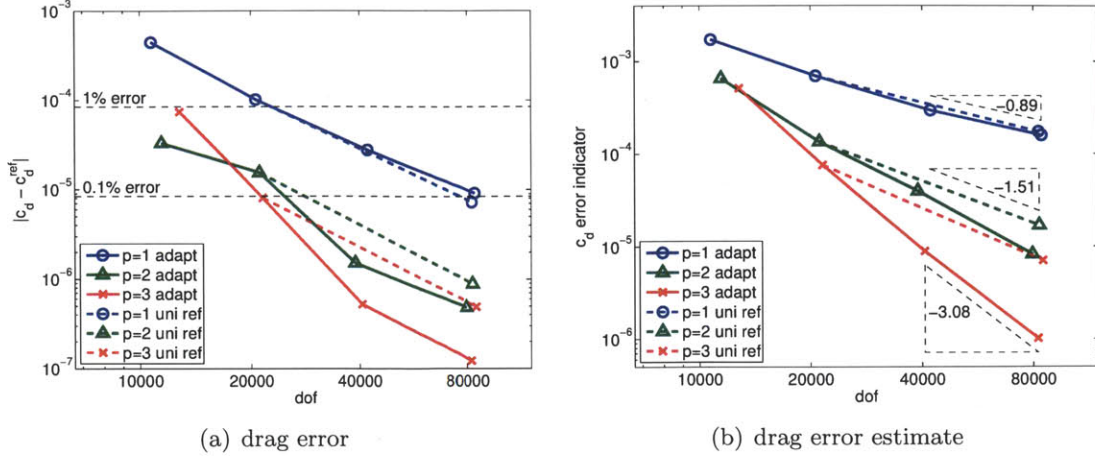 10^-3
10^-4
10^-5
10^-6
10^-7
|c_d − c_d^ref|
1% error
0.1% error
p=1 adapt
p=2 adapt
p=3 adapt
p=1 uni ref
p=2 uni ref
p=3 uni ref
10000 20000 40000 80000
dof
(a) drag error
10^-3
10^-4
10^-5
10^-6
c_d error indicator
−0.89
−1.51
−3.08
p=1 adapt
p=2 adapt
p=3 adapt
p=1 uni ref
p=2 uni ref
p=3 uni ref
10000 20000 40000 80000
dof
(b) drag error estimate